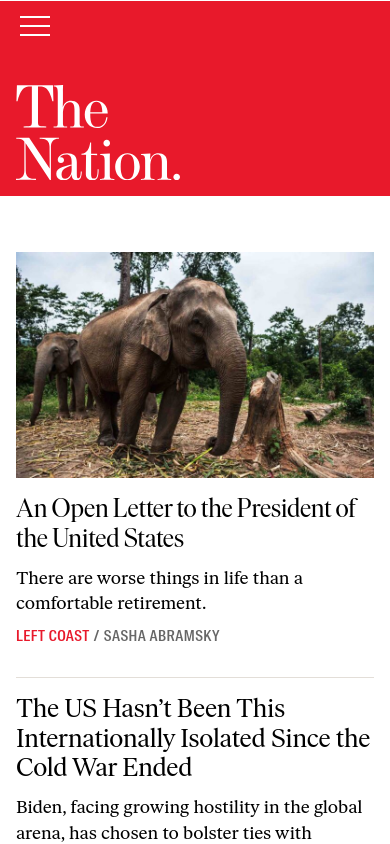 The
Nation.
An Open Letter to the President of
the United States
There are worse things in life than a
comfortable retirement.
LEFT COAST / SASHA ABRAMSKY
The US Hasn’t Been This
Internationally Isolated Since the
Cold War Ended
Biden, facing growing hostility in the global
arena, has chosen to bolster ties with